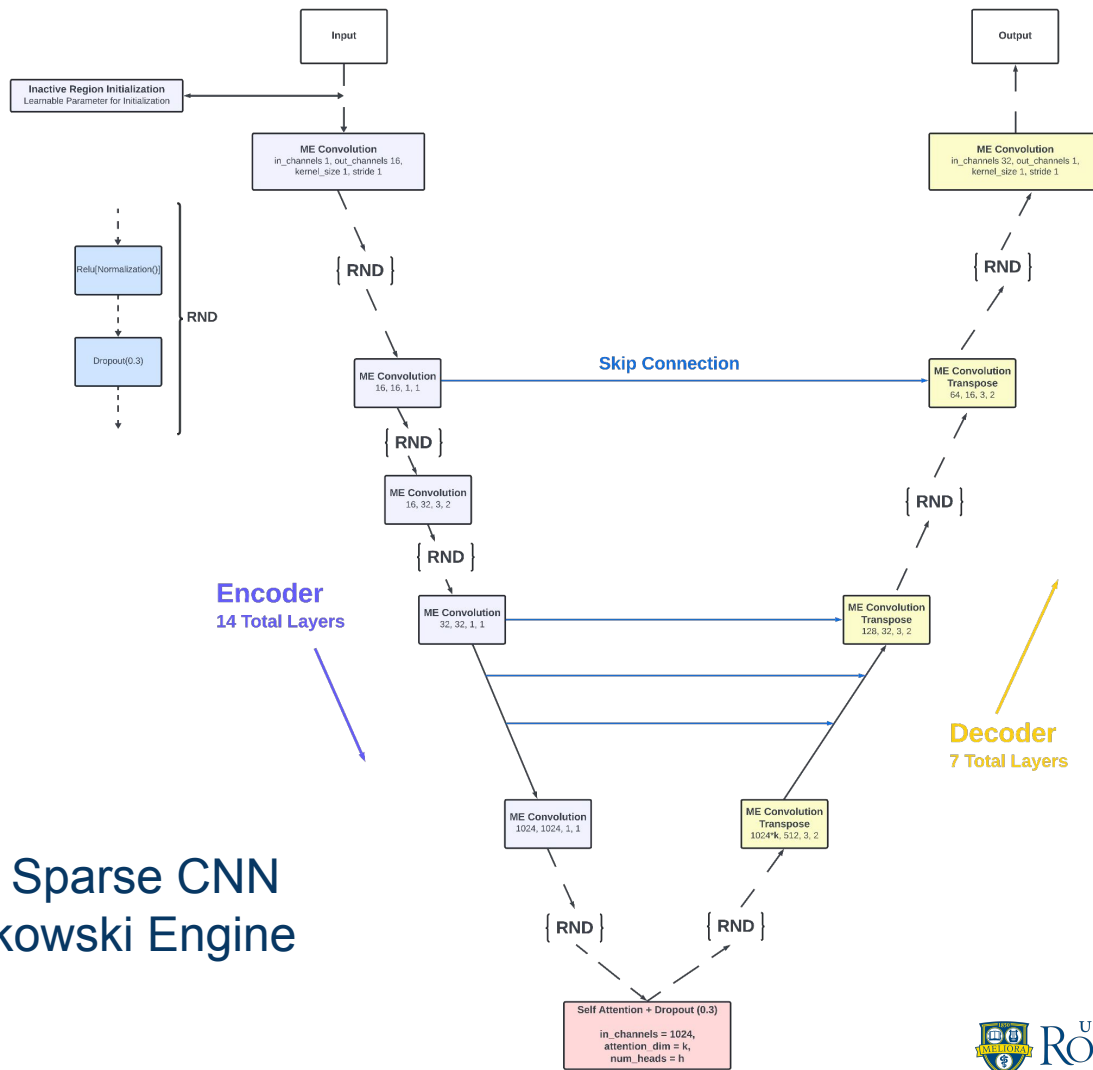 Input
Output
Inactive Region Initialization
Learnable Parameter for Initialization
ME Convolution
in_channels 1, out_channels 16,
kernel_size 1, stride 1
ME Convolution
in_channels 32, out_channels 1,
kernel_size 1, stride 1
Relu[Normalization()]
Dropout(0.3)
RND
{ RND }
{ RND }
ME Convolution
16, 16, 1, 1
Skip Connection
ME Convolution
Transpose
64, 16, 3, 2
{ RND }
ME Convolution
16, 32, 3, 2
{ RND }
{ RND }
Encoder
14 Total Layers
ME Convolution
32, 32, 1, 1
ME Convolution
Transpose
128, 32, 3, 2
Decoder
7 Total Layers
ME Convolution
1024, 1024, 1, 1
ME Convolution
Transpose
1024*k, 512, 3, 2
Sparse CNN
kowski Engine
{ RND }
{ RND }
Self Attention + Dropout (0.3)
in_channels = 1024,
attention_dim = k,
num_heads = h
1850
MELIORA
U
Ro